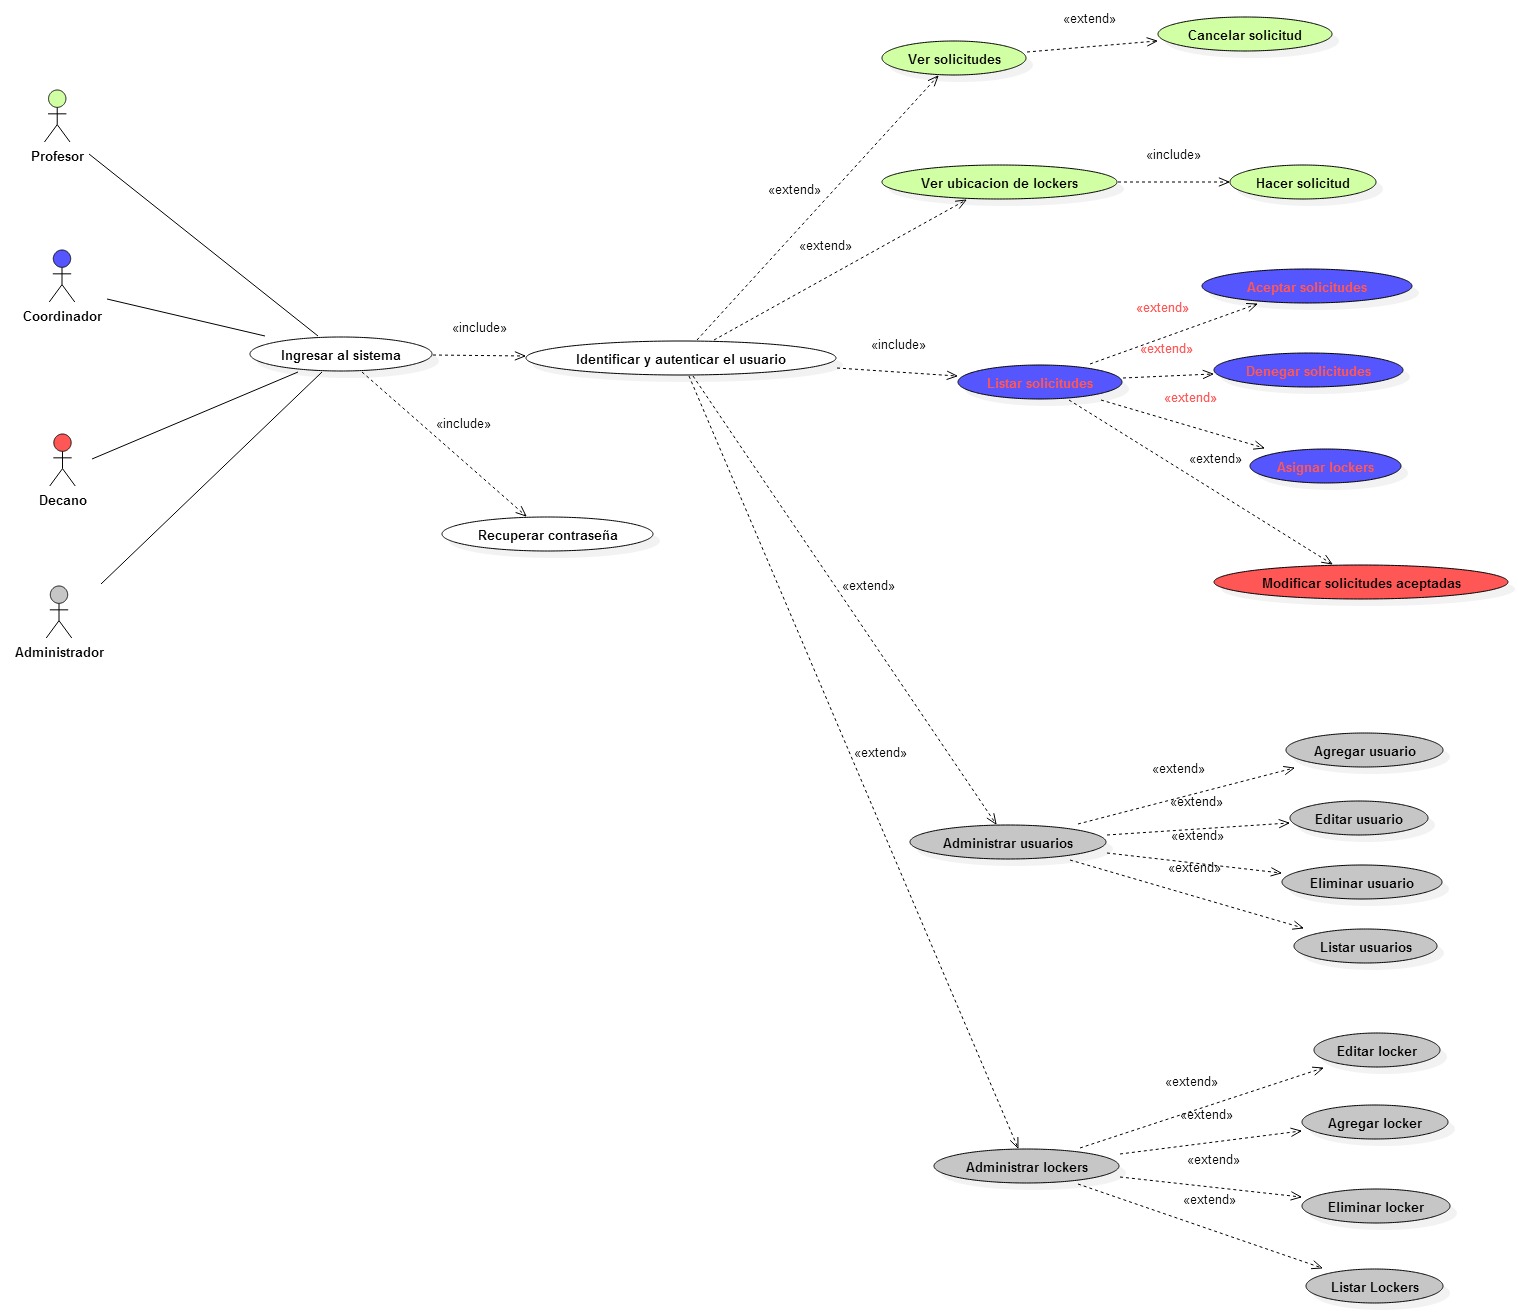 «extend»
Cancelar solicitud
Ver solicitudes
Profesor
«extend»
Ver ubicacion de lockers
«include»
Hacer solicitud
«extend»
Coordinador
Aceptar solicitudes
«extend»
Ingresar al sistema
«include»
Identificar y autenticar el usuario
«include»
Listar solicitudes
«extend»
Denegar solicitudes
«extend»
Asignar lockers
«extend»
Modificar solicitudes aceptadas
Decano
«include»
Recuperar contraseña
Administrador
«extend»
«extend»
Administrar usuarios
«extend»
Agregar usuario
«extend»
Editar usuario
«extend»
Eliminar usuario
«extend»
Listar usuarios
Administrar lockers
«extend»
Editar locker
«extend»
Agregar locker
«extend»
Eliminar locker
«extend»
Listar Lockers